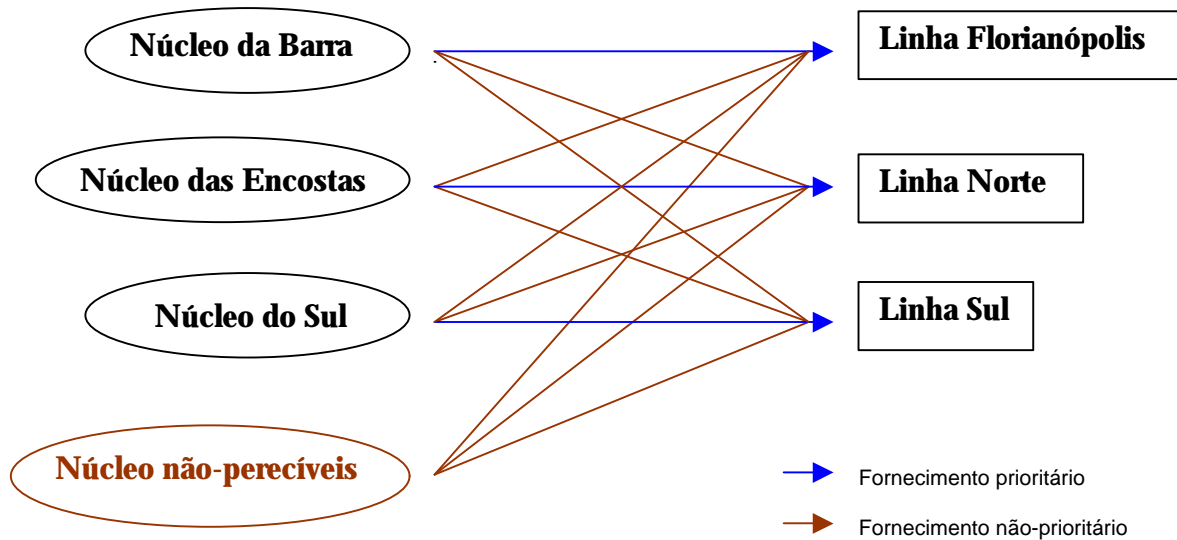 Núcleo da Barra
Linha Florianópolis
Núcleo das Encostas
Linha Norte
Núcleo do Sul
Linha Sul
Núcleo não-perecíveis
Fornecimento prioritário
Fornecimento não-prioritário